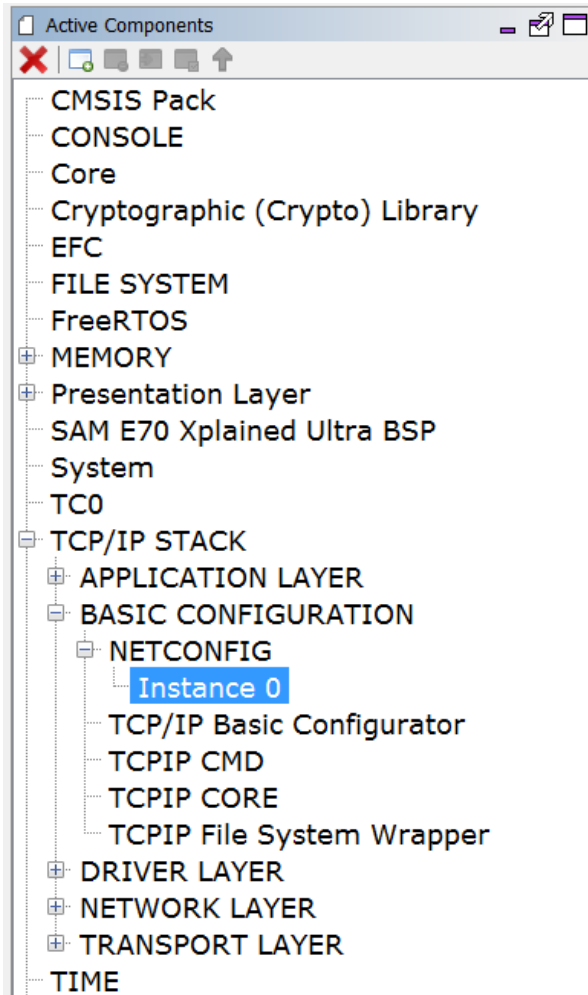 Active Components
CMSIS Pack
CONSOLE
Core
Cryptographic (Crypto) Library
EFC
FILE SYSTEM
FreeRTOS
MEMORY
Presentation Layer
SAM E70 Xplained Ultra BSP
System
TC0
TCP/IP STACK
APPLICATION LAYER
BASIC CONFIGURATION
NETCONFIG
Instance 0
TCP/IP Basic Configurator
TCPIP CMD
TCPIP CORE
TCPIP File System Wrapper
DRIVER LAYER
NETWORK LAYER
TRANSPORT LAYER
TIME